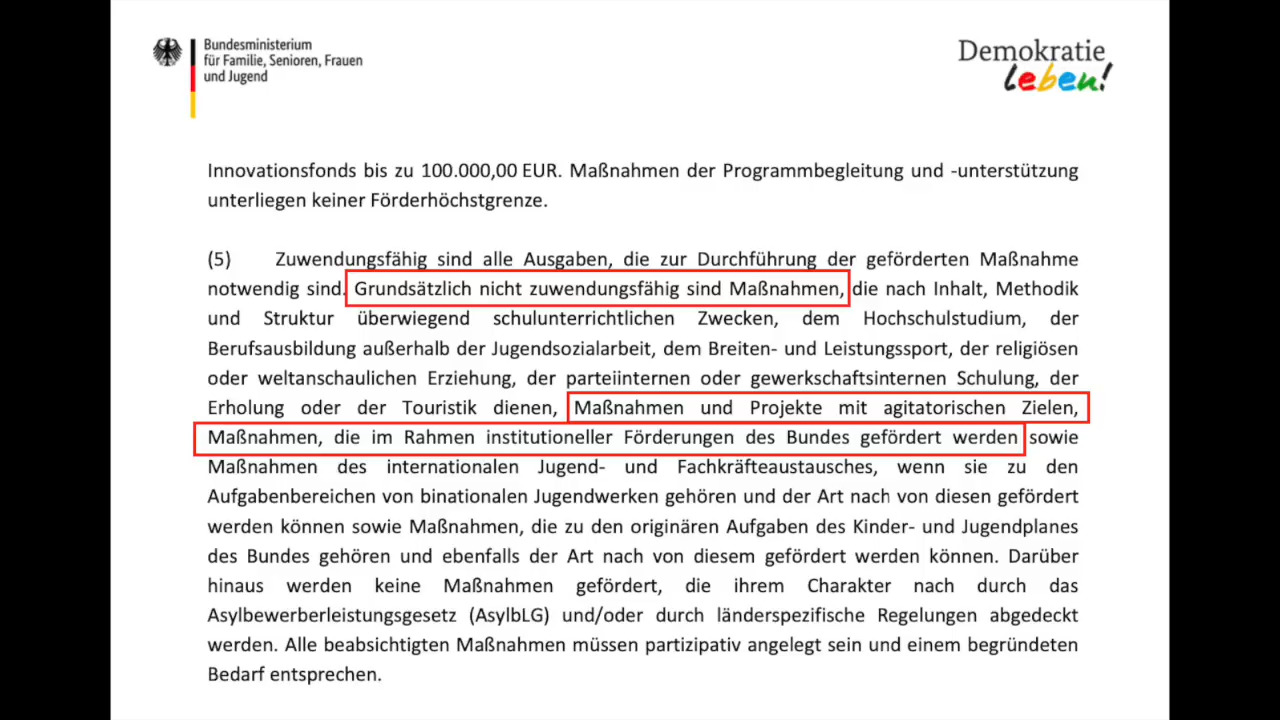 Bundesministerium
für Familie, Senioren, Frauen
und Jugend
Demokratie
leben!
Innovationsfonds bis zu 100.000,00 EUR. Maßnahmen der Programmbegleitung und -unterstützung
unterliegen keiner Förderhöchstgrenze.
(5) Zuwendungsfähig sind alle Ausgaben, die zur Durchführung der geförderten Maßnahme
notwendig sind. Grundsätzlich nicht zuwendungsfähig sind Maßnahmen, die nach Inhalt, Methodik
und Struktur überwiegend schulunterrichtlichen Zwecken, dem Hochschulstudium, der
Berufsausbildung außerhalb der Jugendsozialarbeit, dem Breiten- und Leistungssport, der religiösen
oder weltanschaulichen Erziehung, der parteiinternen oder gewerkschaftsinternen Schulung, der
Erholung oder der Touristik dienen, Maßnahmen und Projekte mit agitatorischen Zielen,
Maßnahmen, die im Rahmen institutioneller Förderungen des Bundes gefördert werden sowie
Maßnahmen des internationalen Jugend- und Fachkräfteaustausches, wenn sie zu den
Aufgabenbereichen von binationalen Jugendwerken gehören und der Art nach von diesen gefördert
werden können sowie Maßnahmen, die zu den originären Aufgaben des Kinder- und Jugendplanes
des Bundes gehören und ebenfalls der Art nach von diesem gefördert werden können. Darüber
hinaus werden keine Maßnahmen gefördert, die ihrem Charakter nach durch das
Asylbewerberleistungsgesetz (AsylbLG) und/oder durch länderspezifische Regelungen abgedeckt
werden. Alle beabsichtigten Maßnahmen müssen partizipativ angelegt sein und einem begründeten
Bedarf entsprechen.